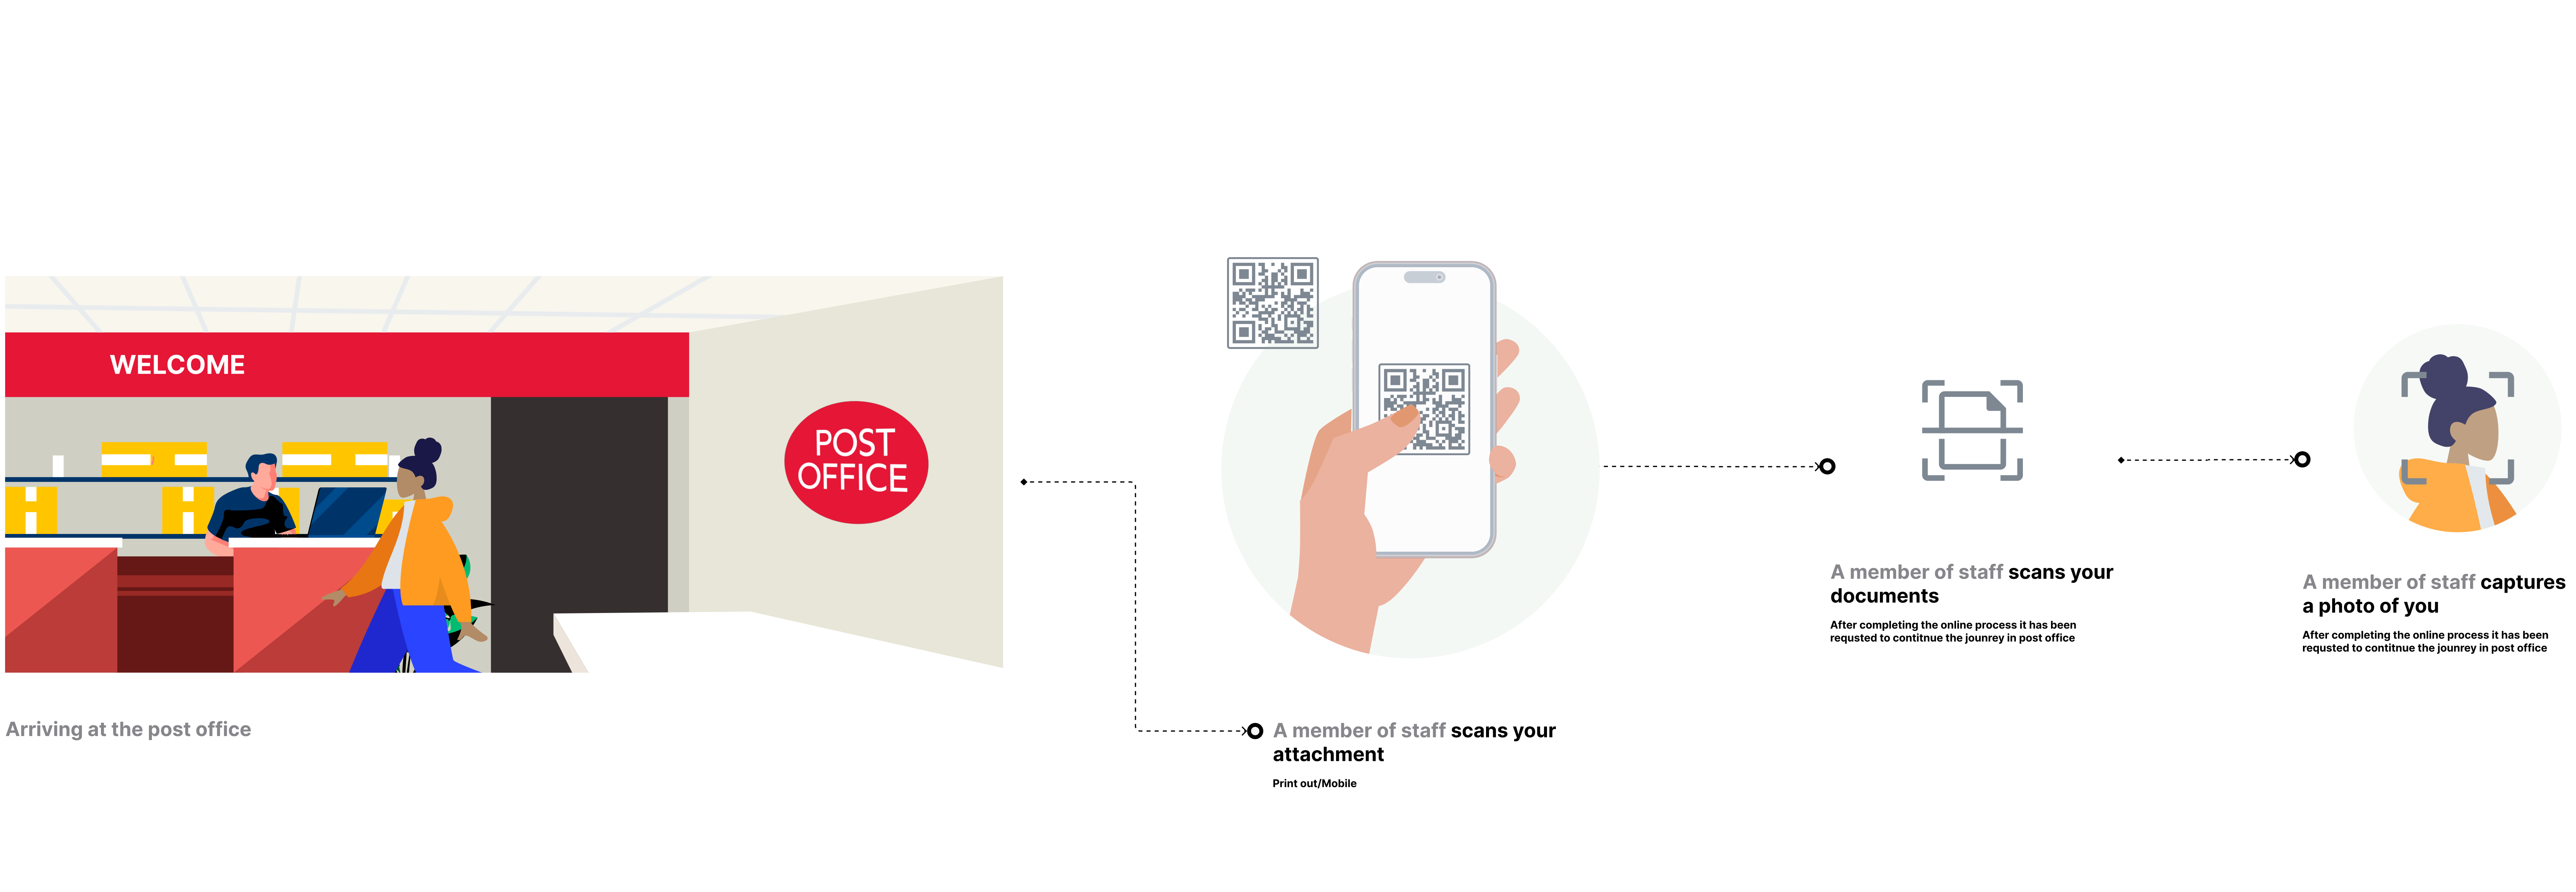 WELCOME
POST
OFFICE
Arriving at the post office
A member of staff scans your
attachment
Print out/Mobile
A member of staff scans your
documents
After completing the online process it has been
requsted to contitnue the jounrey in post office
A member of staff captures
a photo of you
After completing the online process it has been
requsted to contitnue the jounrey in post office